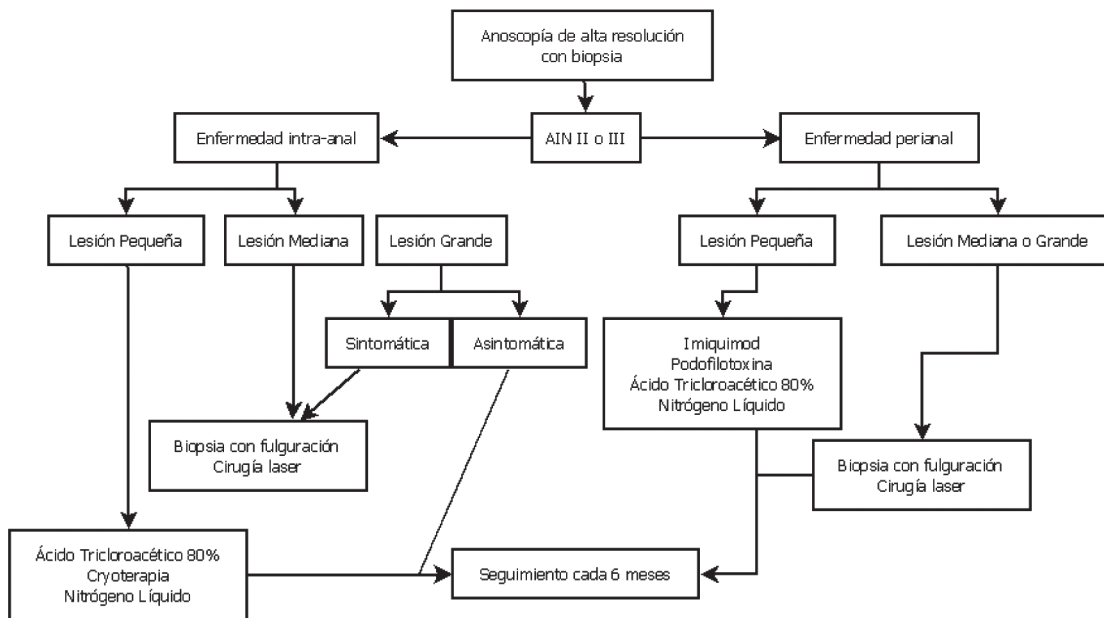 Anoscopía de alta resolución
con biopsia
Enfermedad intra-anal
AIN II o III
Enfermedad perianal
Lesión Pequeña
Lesión Mediana
Lesión Grande
Lesión Pequeña
Lesión Mediana o Grande
Sintomática
Asintomática
Imiquimod
Podofilotoxina
Ácido Tricloroacético 80%
Nitrógeno Líquido
Biopsia con fulguración
Cirugía laser
Biopsia con fulguración
Cirugía laser
Ácido Tricloroacético 80%
Cryoterapia
Nitrógeno Líquido
Seguimiento cada 6 meses